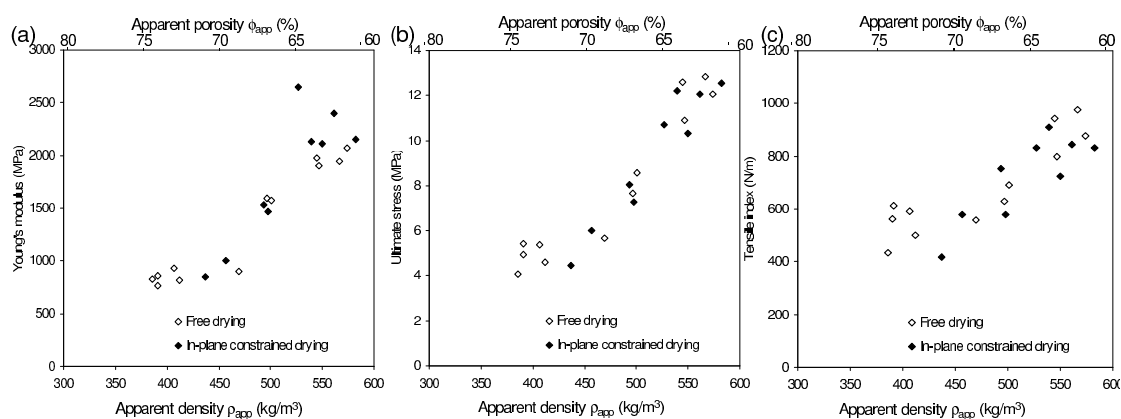 (a)
Apparent porosity ϕapp (%)
80 75 70 65 60
Young's modulus (MPa)
3000
2500
2000
1500
1000
500
0
Free drying
In-plane constrained drying
300 350 400 450 500 550 600
Apparent density ρapp (kg/m³)
(b)
Apparent porosity ϕapp (%)
80 75 70 65 60
Ultimate stress (MPa)
14
12
10
8
6
4
2
0
Free drying
In-plane constrained drying
300 350 400 450 500 550 600
Apparent density ρapp (kg/m³)
(c)
Apparent porosity ϕapp (%)
80 75 70 65 60
Tensile index (N/m)
1200
1000
800
600
400
200
0
Free drying
In-plane constrained drying
300 350 400 450 500 550 600
Apparent density ρapp (kg/m³)